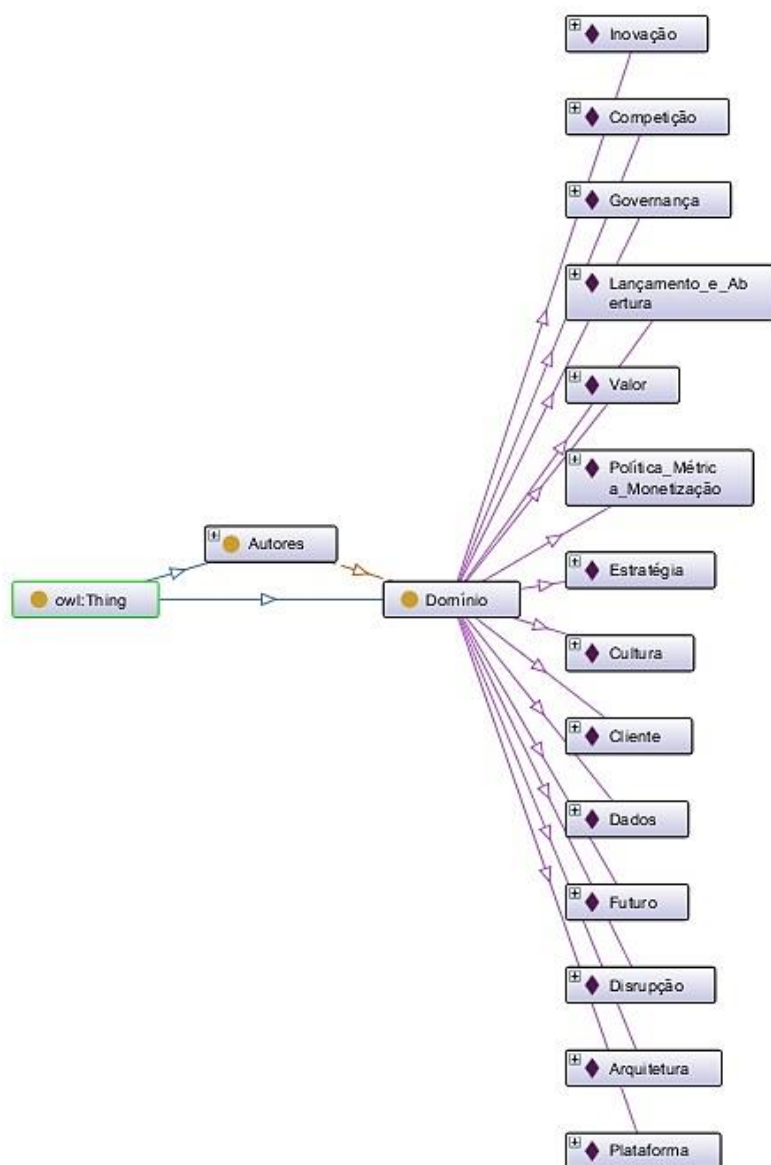 Inovação
Competição
Governança
Lançamento_e_Ab
ertura
Valor
Política_Métric
a_Monetização
Autores
Estratégia
owl:Thing
Domínio
Cultura
Cliente
Dados
Futuro
Disrupção
Arquitetura
Plataforma